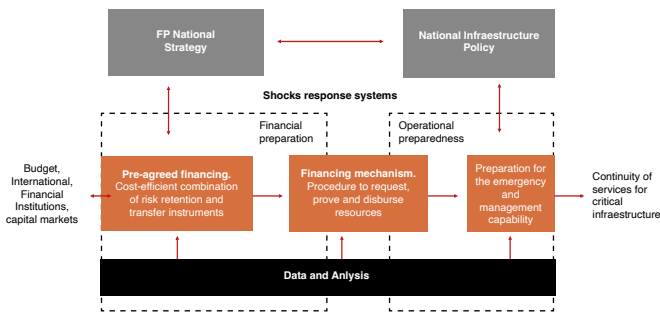 FP National
Strategy
National Infraestructure
Policy
Shocks response systems
Financial
preparation
Operational
preparedness
Budget,
International,
Financial
Institutions,
capital markets
Pre-agreed financing.
Cost-efficient combination
of risk retention and
transfer instruments
Financing mechanism.
Procedure to request,
prove and disburse
resources
Preparation for
the emergency
and
management
capability
Continuity of
services for
critical
infraestructure
Data and Anlysis